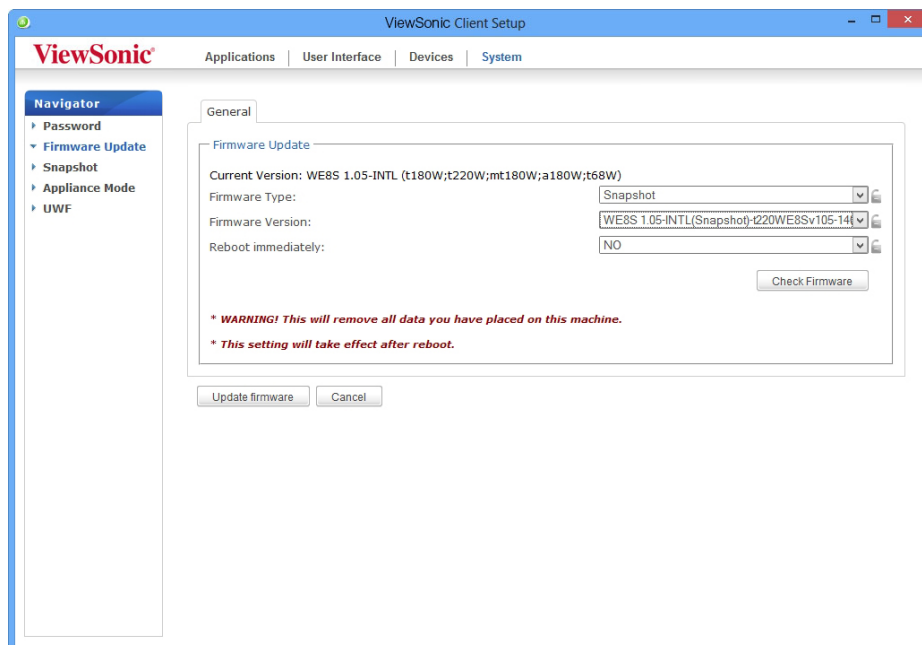 ViewSonic Client Setup
ViewSonic®
Applications
User Interface
Devices
System
Navigator
Password
Firmware Update
Snapshot
Appliance Mode
UWF
General
Firmware Update
Current Version: WE8S 1.05-INTL (t180W;t220W;mt180W;a180W;t68W)
Firmware Type:
Snapshot
Firmware Version:
WE8S 1.05-INTL(Snapshot)-t220WE8Sv105-14
Reboot immediately:
NO
Check Firmware
* WARNING! This will remove all data you have placed on this machine.
* This setting will take effect after reboot.
Update firmware
Cancel